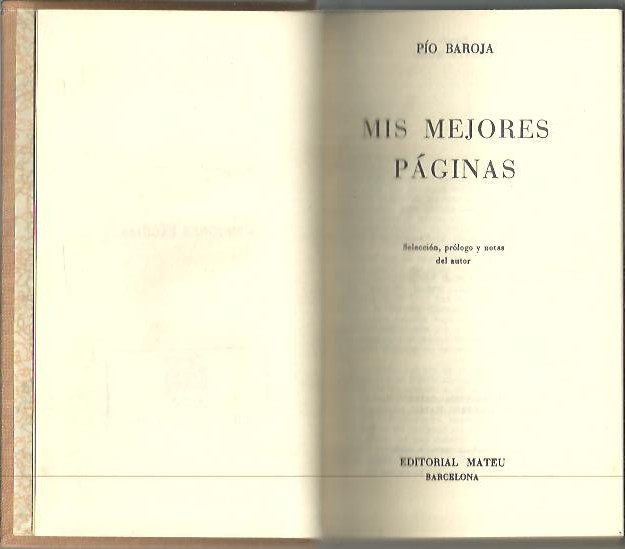 PÍO BAROJA
MIS MEJORES
PÁGINAS
Selección, prólogo y notas
del autor
EDITORIAL MATEU
BARCELONA